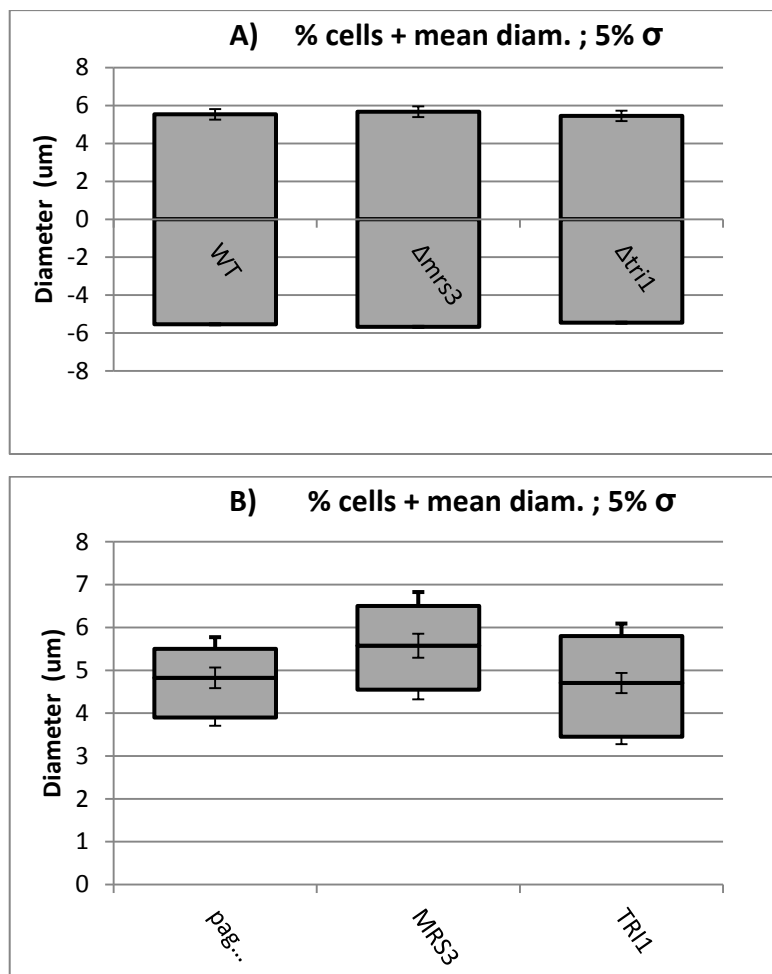 A) % cells + mean diam. ; 5% σ
8
6
4
2
0
-2
-4
-6
-8
Diameter (um)
WT
Δmrs3
Δtri1
B) % cells + mean diam. ; 5% σ
8
7
6
5
4
3
2
1
0
Diameter (um)
pag...
MRS3
TRI1